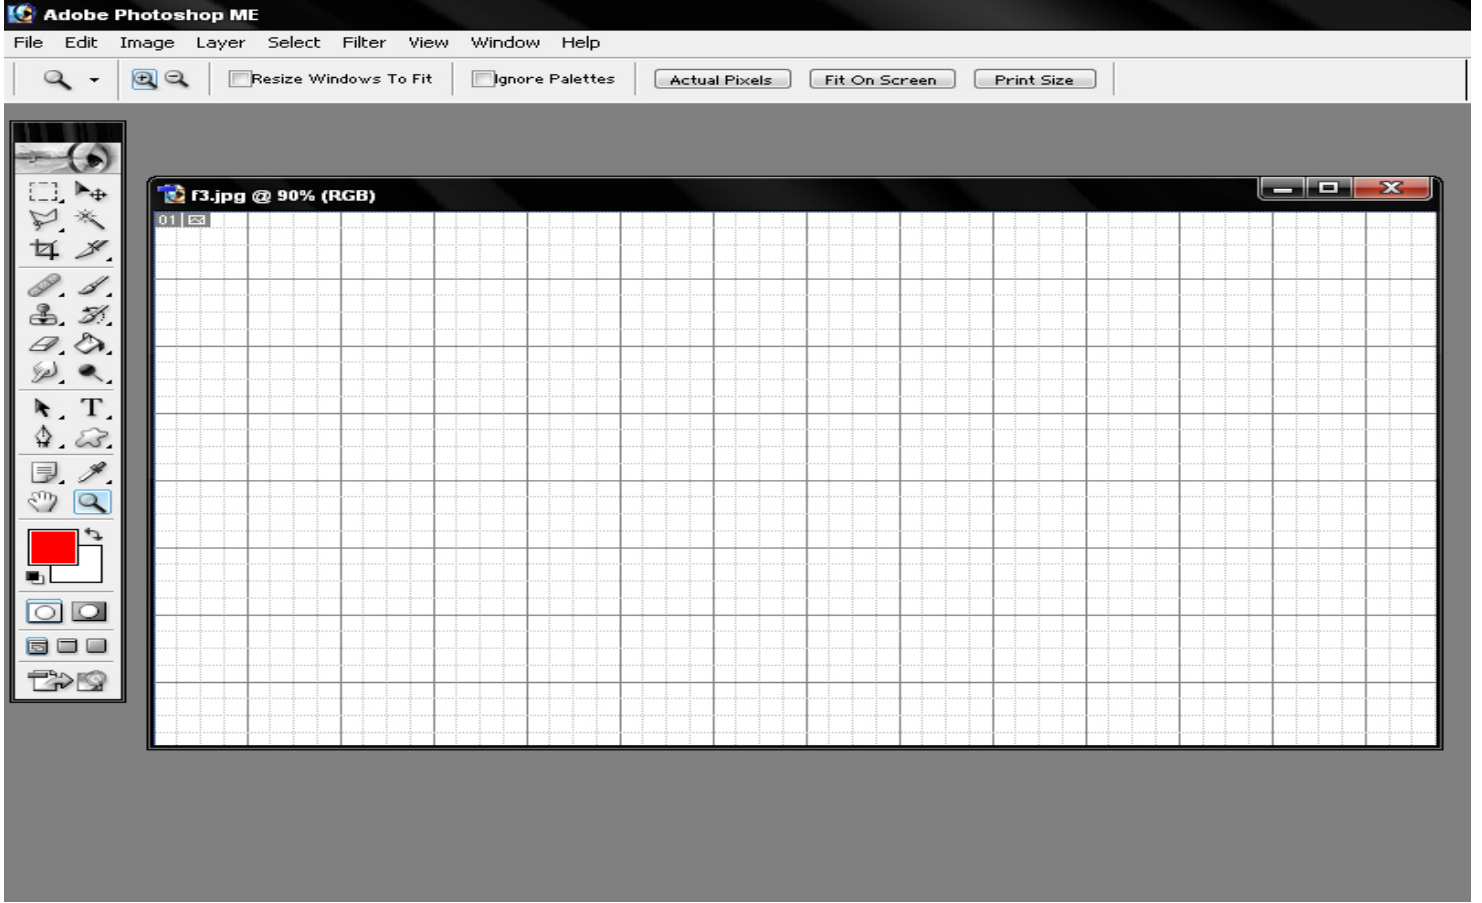 Adobe Photoshop ME
File Edit Image Layer Select Filter View Window Help
Resize Windows To Fit Ignore Palettes Actual Pixels Fit On Screen Print Size
f3.jpg @ 90% (RGB)
01
T